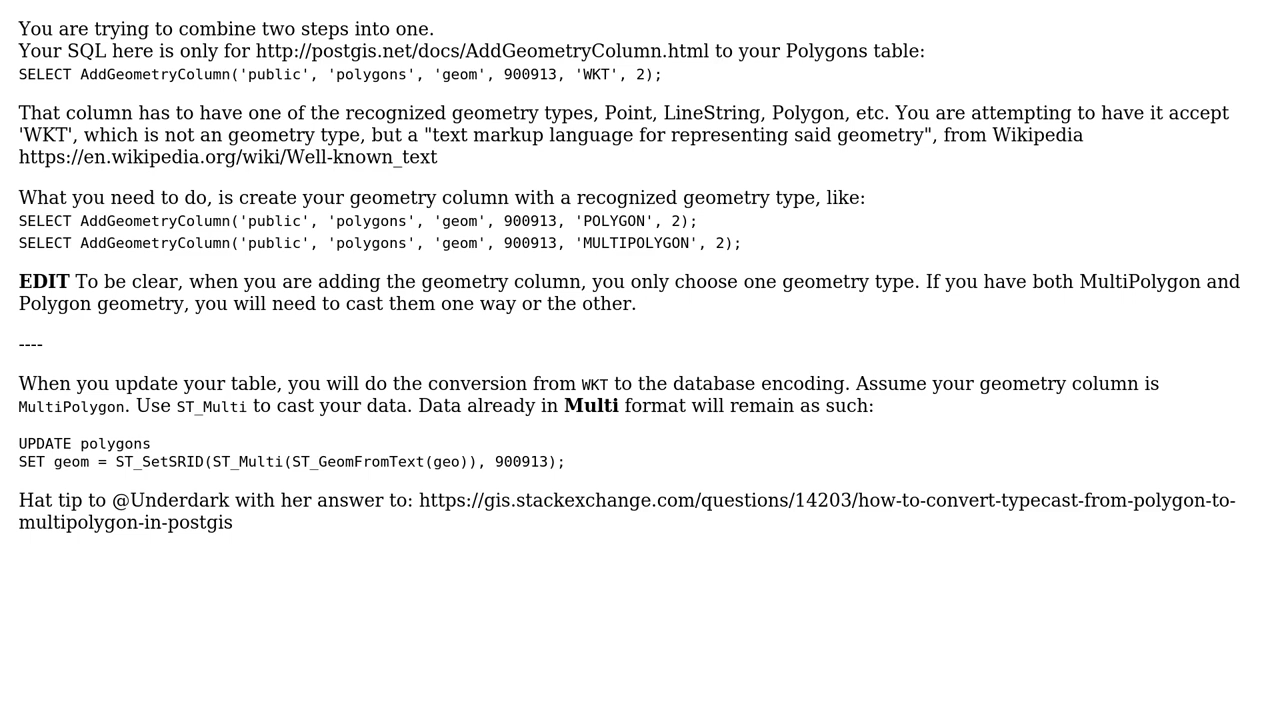 You are trying to combine two steps into one.
Your SQL here is only for http://postgis.net/docs/AddGeometryColumn.html to your Polygons table:
SELECT AddGeometryColumn('public', 'polygons', 'geom', 900913, 'WKT', 2);
That column has to have one of the recognized geometry types, Point, LineString, Polygon, etc. You are attempting to have it accept
'WKT', which is not an geometry type, but a "text markup language for representing said geometry", from Wikipedia
https://en.wikipedia.org/wiki/Well-known_text
What you need to do, is create your geometry column with a recognized geometry type, like:
SELECT AddGeometryColumn('public', 'polygons', 'geom', 900913, 'POLYGON', 2);
SELECT AddGeometryColumn('public', 'polygons', 'geom', 900913, 'MULTIPOLYGON', 2);
EDIT To be clear, when you are adding the geometry column, you only choose one geometry type. If you have both MultiPolygon and
Polygon geometry, you will need to cast them one way or the other.
----
When you update your table, you will do the conversion from WKT to the database encoding. Assume your geometry column is
MultiPolygon. Use ST_Multi to cast your data. Data already in Multi format will remain as such:
UPDATE polygons
SET geom = ST_SetSRID(ST_Multi(ST_GeomFromText(geo)), 900913);
Hat tip to @Underdark with her answer to: https://gis.stackexchange.com/questions/14203/how-to-convert-typecast-from-polygon-to-
multipolygon-in-postgis